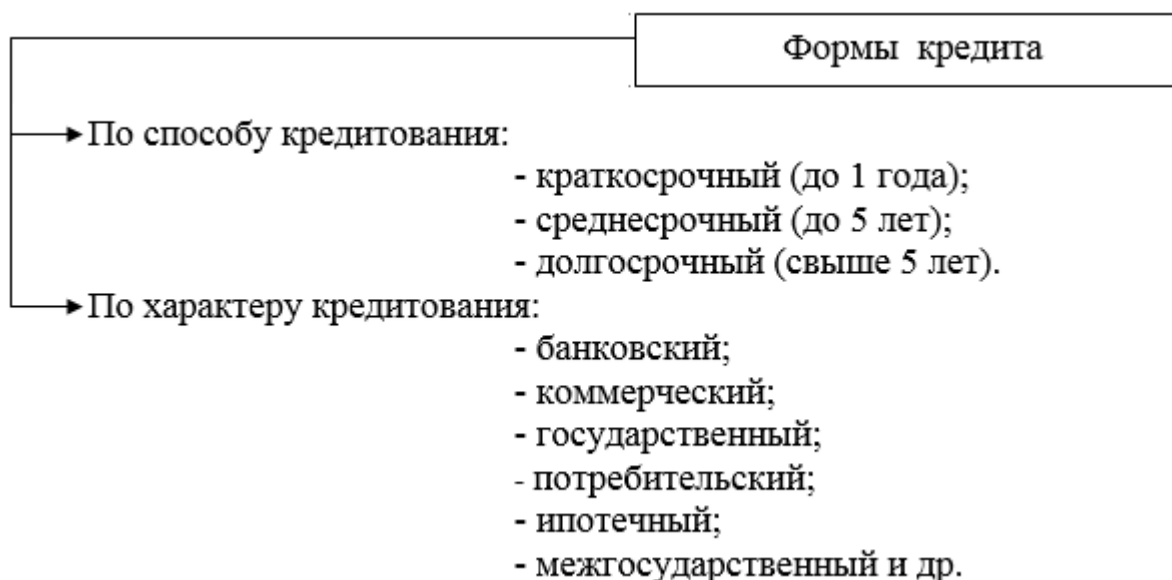 Формы кредита
По способу кредитования:
- краткосрочный (до 1 года);
- среднесрочный (до 5 лет);
- долгосрочный (свыше 5 лет).
По характеру кредитования:
- банковский;
- коммерческий;
- государственный;
- потребительский;
- ипотечный;
- межгосударственный и др.